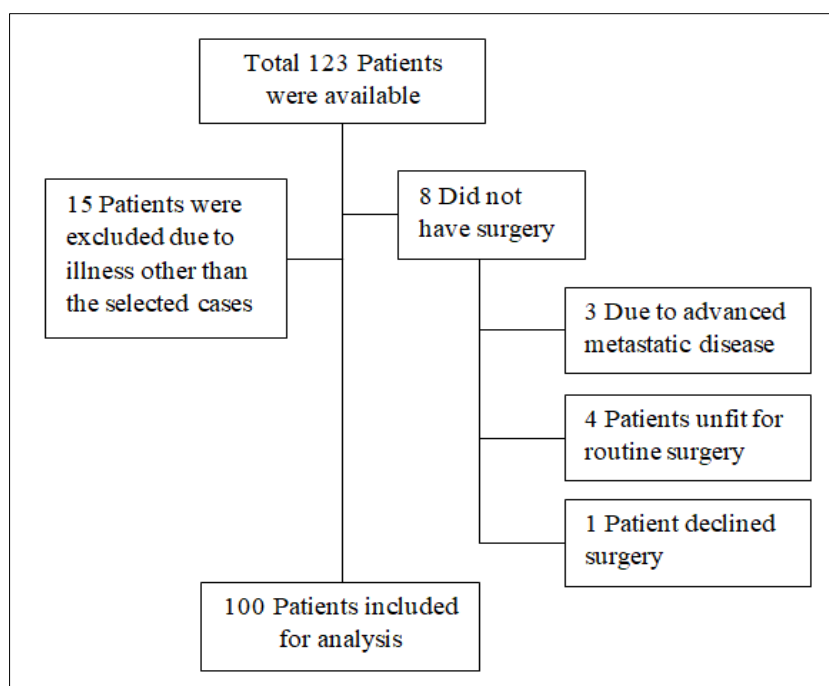 Total 123 Patients
were available
15 Patients were
excluded due to
illness other than
the selected cases
8 Did not
have surgery
3 Due to advanced
metastatic disease
4 Patients unfit for
routine surgery
1 Patient declined
surgery
100 Patients included
for analysis